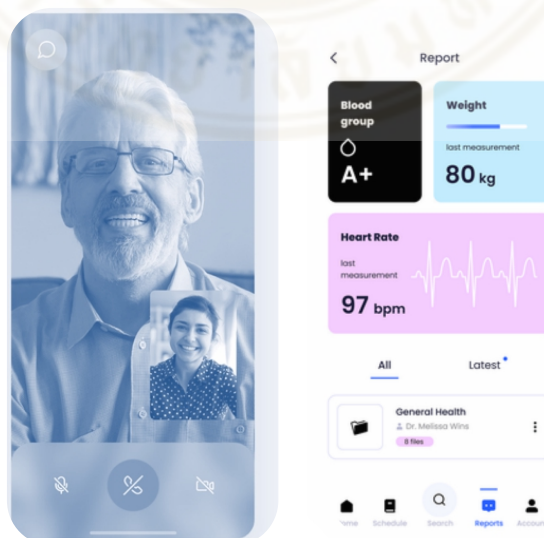 Report
Blood
group
A+
Weight
last measurement
80 kg
Heart Rate
last
measurement
97 bpm
All
Latest
General Health
Dr. Melissa Wins
8 files
Schedule
Search
Reports